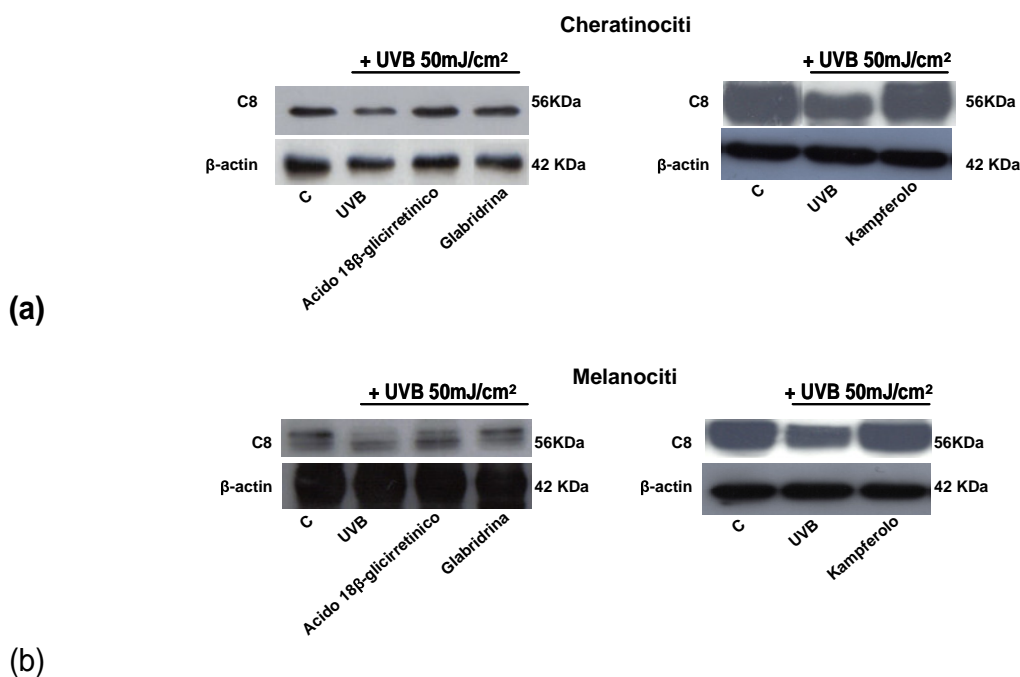 Cheratinociti
+ UVB 50mJ/cm²
C8
56KDa
β-actin
42 KDa
C
UVB
Acido 18β-glicirretinico
Glabridrina
+ UVB 50mJ/cm²
C8
56KDa
β-actin
42 KDa
C
UVB
Kampferolo
(a)
Melanociti
+ UVB 50mJ/cm²
C8
56KDa
β-actin
42 KDa
C
UVB
Acido 18β-glicirretinico
Glabridrina
+ UVB 50mJ/cm²
C8
56KDa
β-actin
42 KDa
C
UVB
Kampferolo
(b)